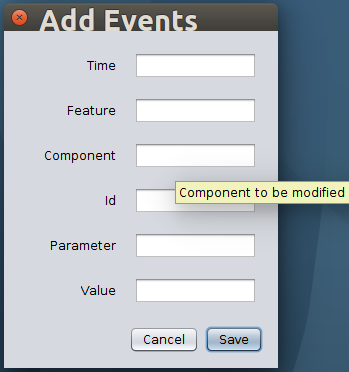 Add Events
Time
Feature
Component
Component to be modified
Id
Parameter
Value
Cancel Save